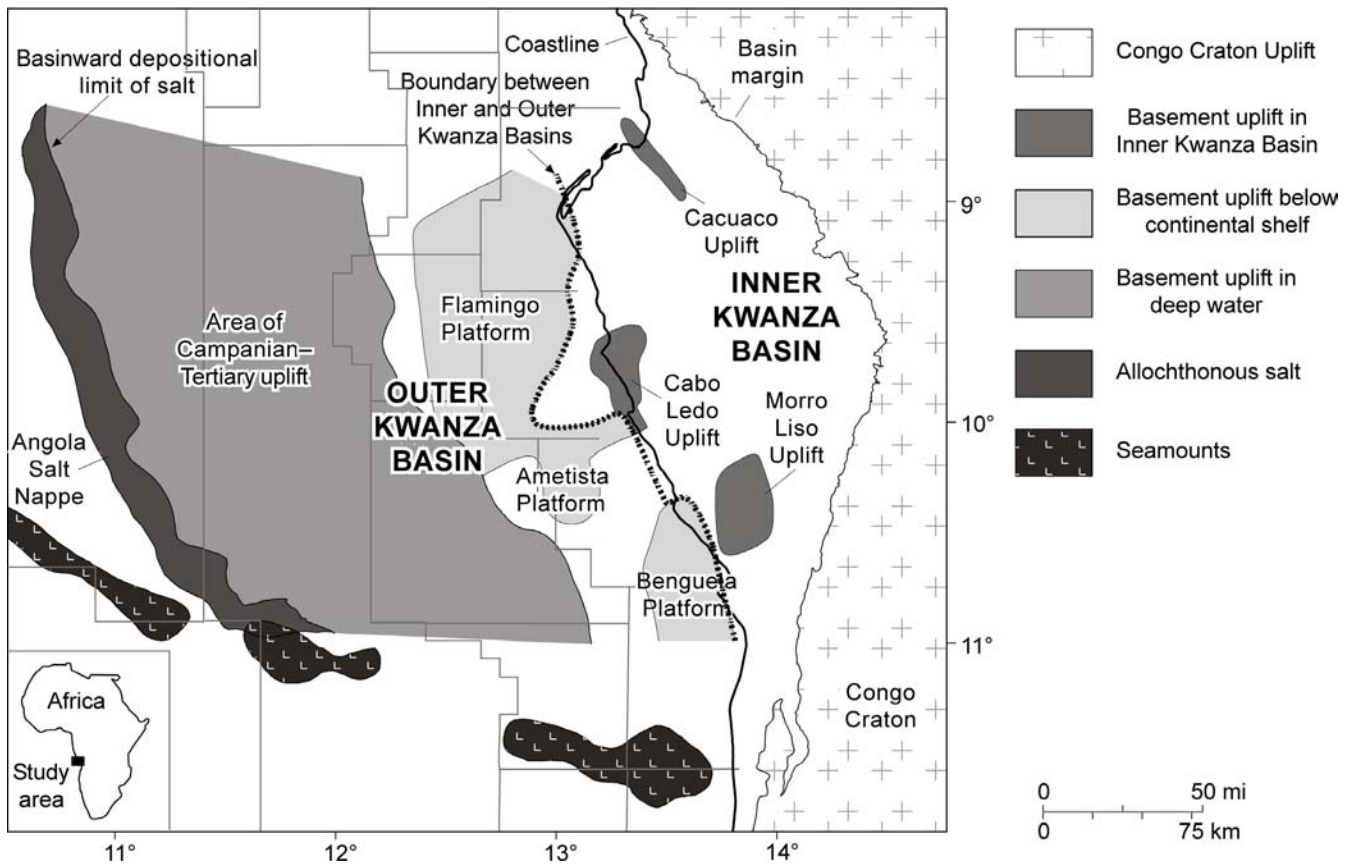 Basinward depositional
limit of salt
Coastline
Boundary between
Inner and Outer
Kwanza Basins
Basin
margin
Cacuaco
Uplift
INNER
KWANZA
BASIN
Flamingo
Platform
Area of
Campanian–
Tertiary uplift
OUTER
KWANZA
BASIN
Cabo
Ledo
Uplift
Morro
Liso
Uplift
Angola
Salt
Nappe
Ametista
Platform
Benguela
Platform
Congo
Craton
Africa
Study
area
9°
10°
11°
11°
12°
13°
14°
Congo Craton Uplift
Basement uplift in
Inner Kwanza Basin
Basement uplift below
continental shelf
Basement uplift in
deep water
Allochthonous salt
Seamounts
0 50 mi
0 75 km